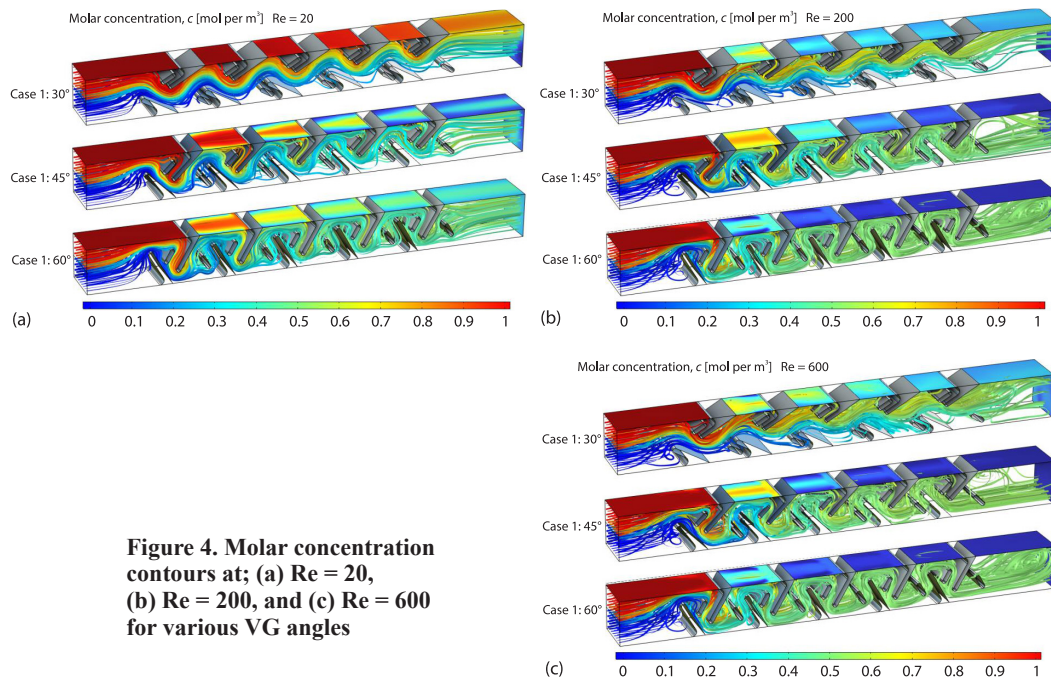 Molar concentration, c [mol per m³] Re = 20
Case 1:30°
Case 1:45°
Case 1:60°
0 0.1 0.2 0.3 0.4 0.5 0.6 0.7 0.8 0.9 1
(a)
Molar concentration, c [mol per m³] Re = 200
Case 1:30°
Case 1:45°
Case 1:60°
0 0.1 0.2 0.3 0.4 0.5 0.6 0.7 0.8 0.9 1
(b)
Molar concentration, c [mol per m³] Re = 600
Case 1:30°
Case 1:45°
Case 1:60°
0 0.1 0.2 0.3 0.4 0.5 0.6 0.7 0.8 0.9 1
(c)
Figure 4. Molar concentration
contours at; (a) Re = 20,
(b) Re = 200, and (c) Re = 600
for various VG angles